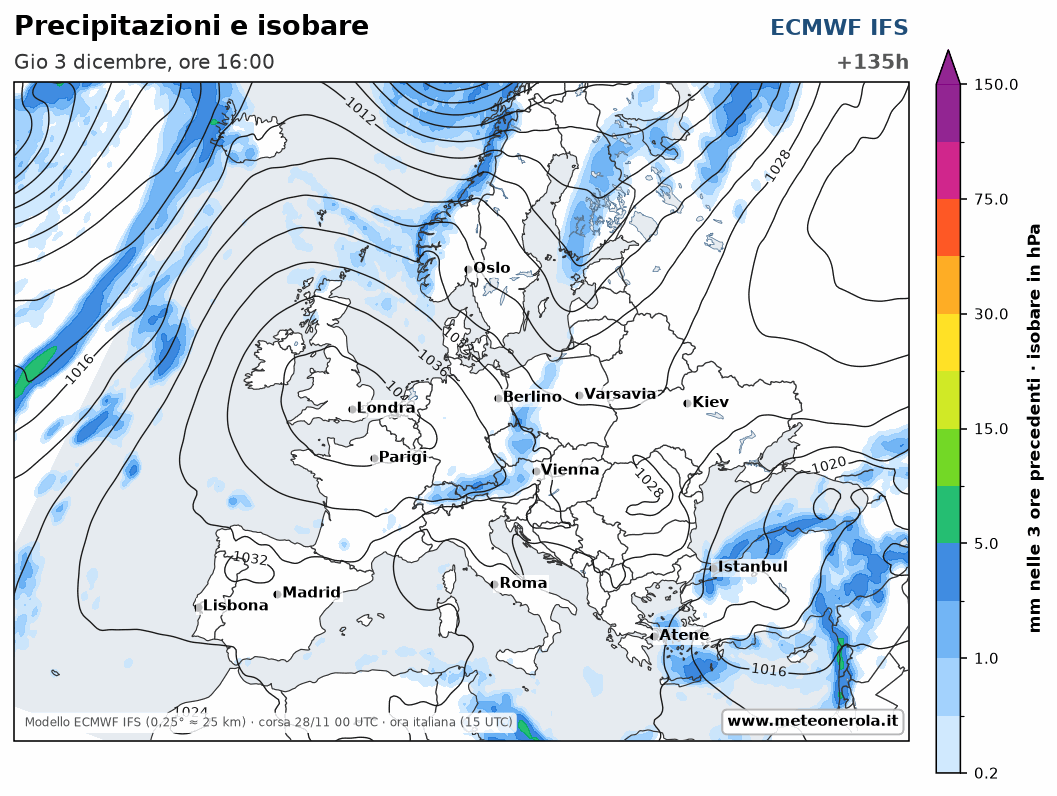 Precipitazioni e isobare
ECMWF IFS
Gio 3 dicembre, ore 16:00
+135h
150.0
75.0
30.0
15.0
5.0
1.0
0.2
mm nelle 3 ore precedenti · isobare in hPa
1012
1028
Oslo
1016
1036
Berlino
Varsavia
Kiev
Londra
Parigi
Vienna
1020
1028
1032
Istanbul
Madrid
Roma
Lisbona
Atene
1016
1024
Modello ECMWF IFS (0,25° ≈ 25 km) · corsa 28/11 00 UTC · ora italiana (15 UTC)
www.meteonerola.it